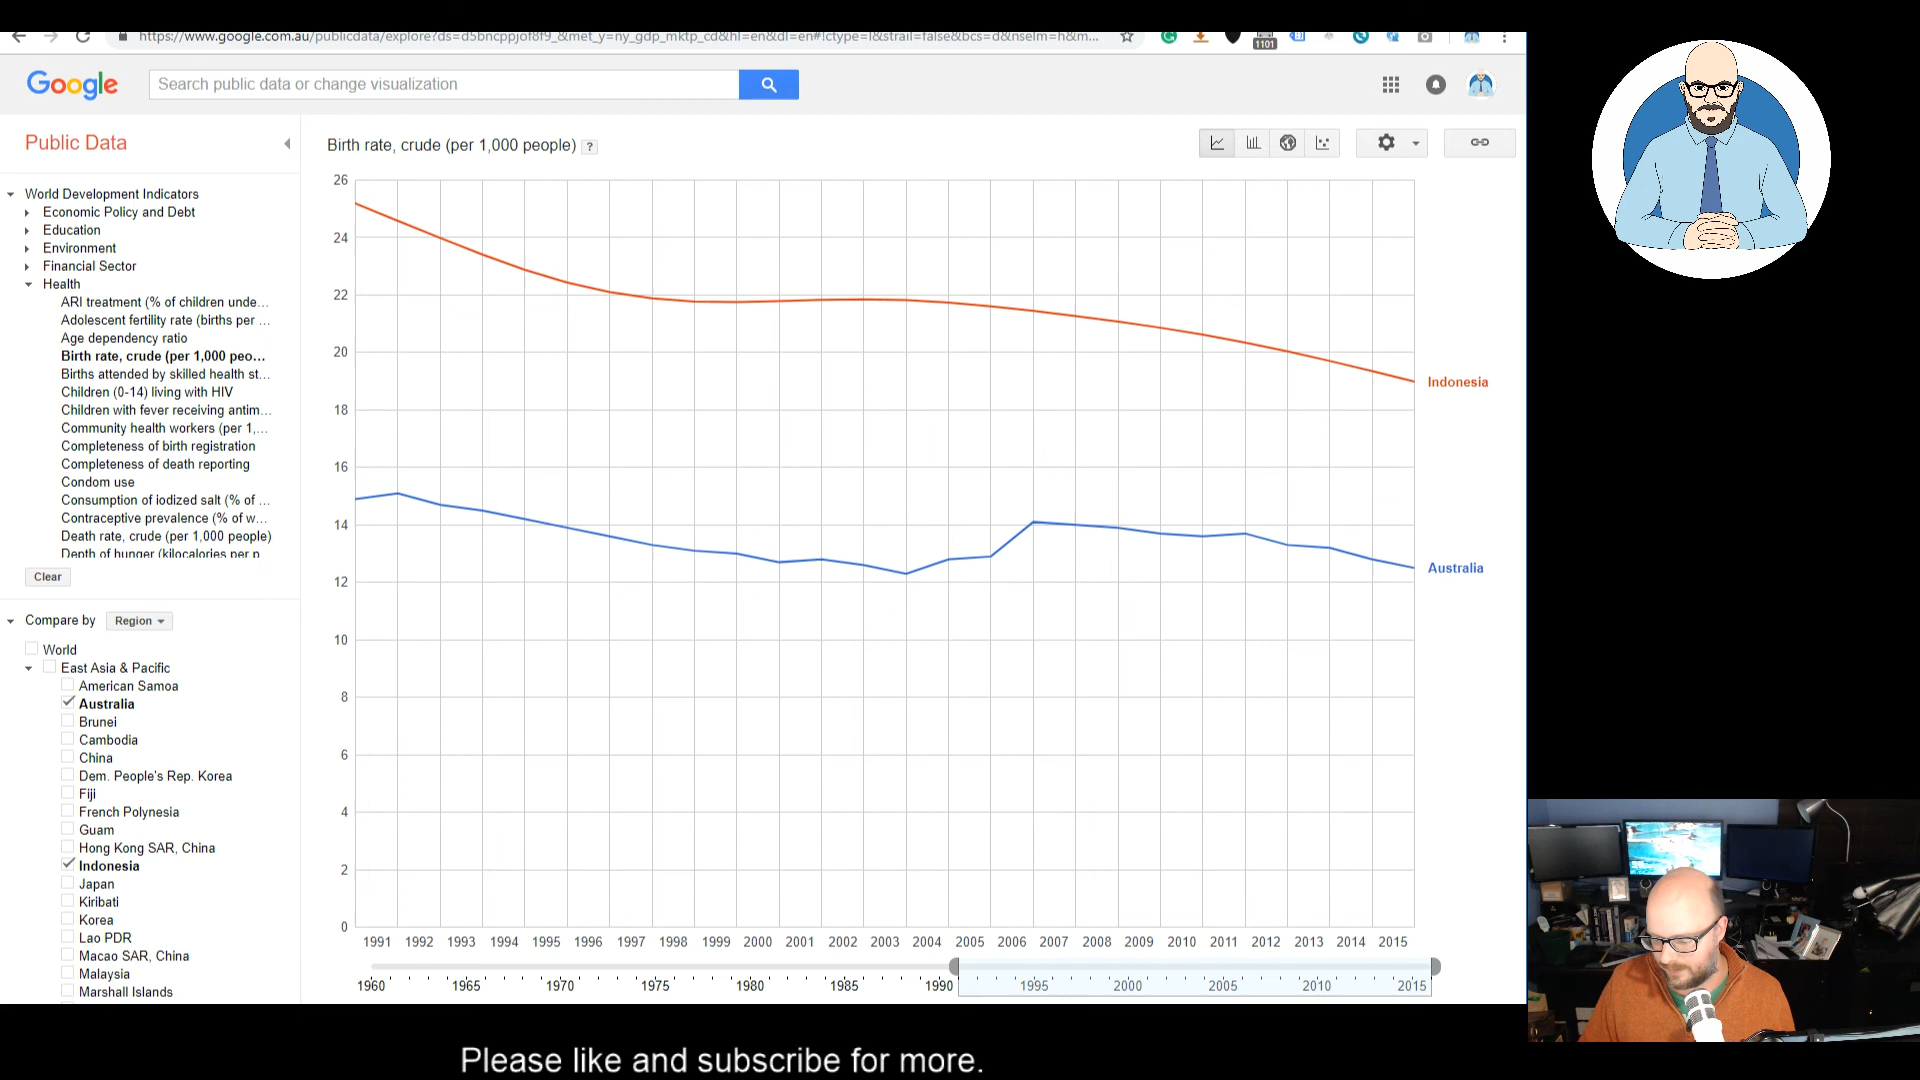 https://www.google.com.au/publicdata/explore?ds=d5bncppjof8f9_&met_y=ny_gdp_mktp_cd&hl=en&dl=en#!ctype=l&strail=false&bcs=d&nselm=h&m...
1101
Google
Search public data or change visualization
Public Data
World Development Indicators
Economic Policy and Debt
Education
Environment
Financial Sector
Health
ARI treatment (% of children unde...
Adolescent fertility rate (births per ...
Age dependency ratio
Birth rate, crude (per 1,000 peo...
Births attended by skilled health st...
Children (0-14) living with HIV
Children with fever receiving antim...
Community health workers (per 1,...
Completeness of birth registration
Completeness of death reporting
Condom use
Consumption of iodized salt (% of ...
Contraceptive prevalence (% of w...
Death rate, crude (per 1,000 people)
Depth of hunger (kilocalories per p
Clear
Compare by Region
World
East Asia & Pacific
American Samoa
Australia
Brunei
Cambodia
China
Dem. People's Rep. Korea
Fiji
French Polynesia
Guam
Hong Kong SAR, China
Indonesia
Japan
Kiribati
Korea
Lao PDR
Macao SAR, China
Malaysia
Marshall Islands
Birth rate, crude (per 1,000 people) ?
26
24
22
20
18
16
14
12
10
8
6
4
2
0
Indonesia
Australia
1991 1992 1993 1994 1995 1996 1997 1998 1999 2000 2001 2002 2003 2004 2005 2006 2007 2008 2009 2010 2011 2012 2013 2014 2015
1960 1965 1970 1975 1980 1985 1990 1995 2000 2005 2010 2015
Please like and subscribe for more.